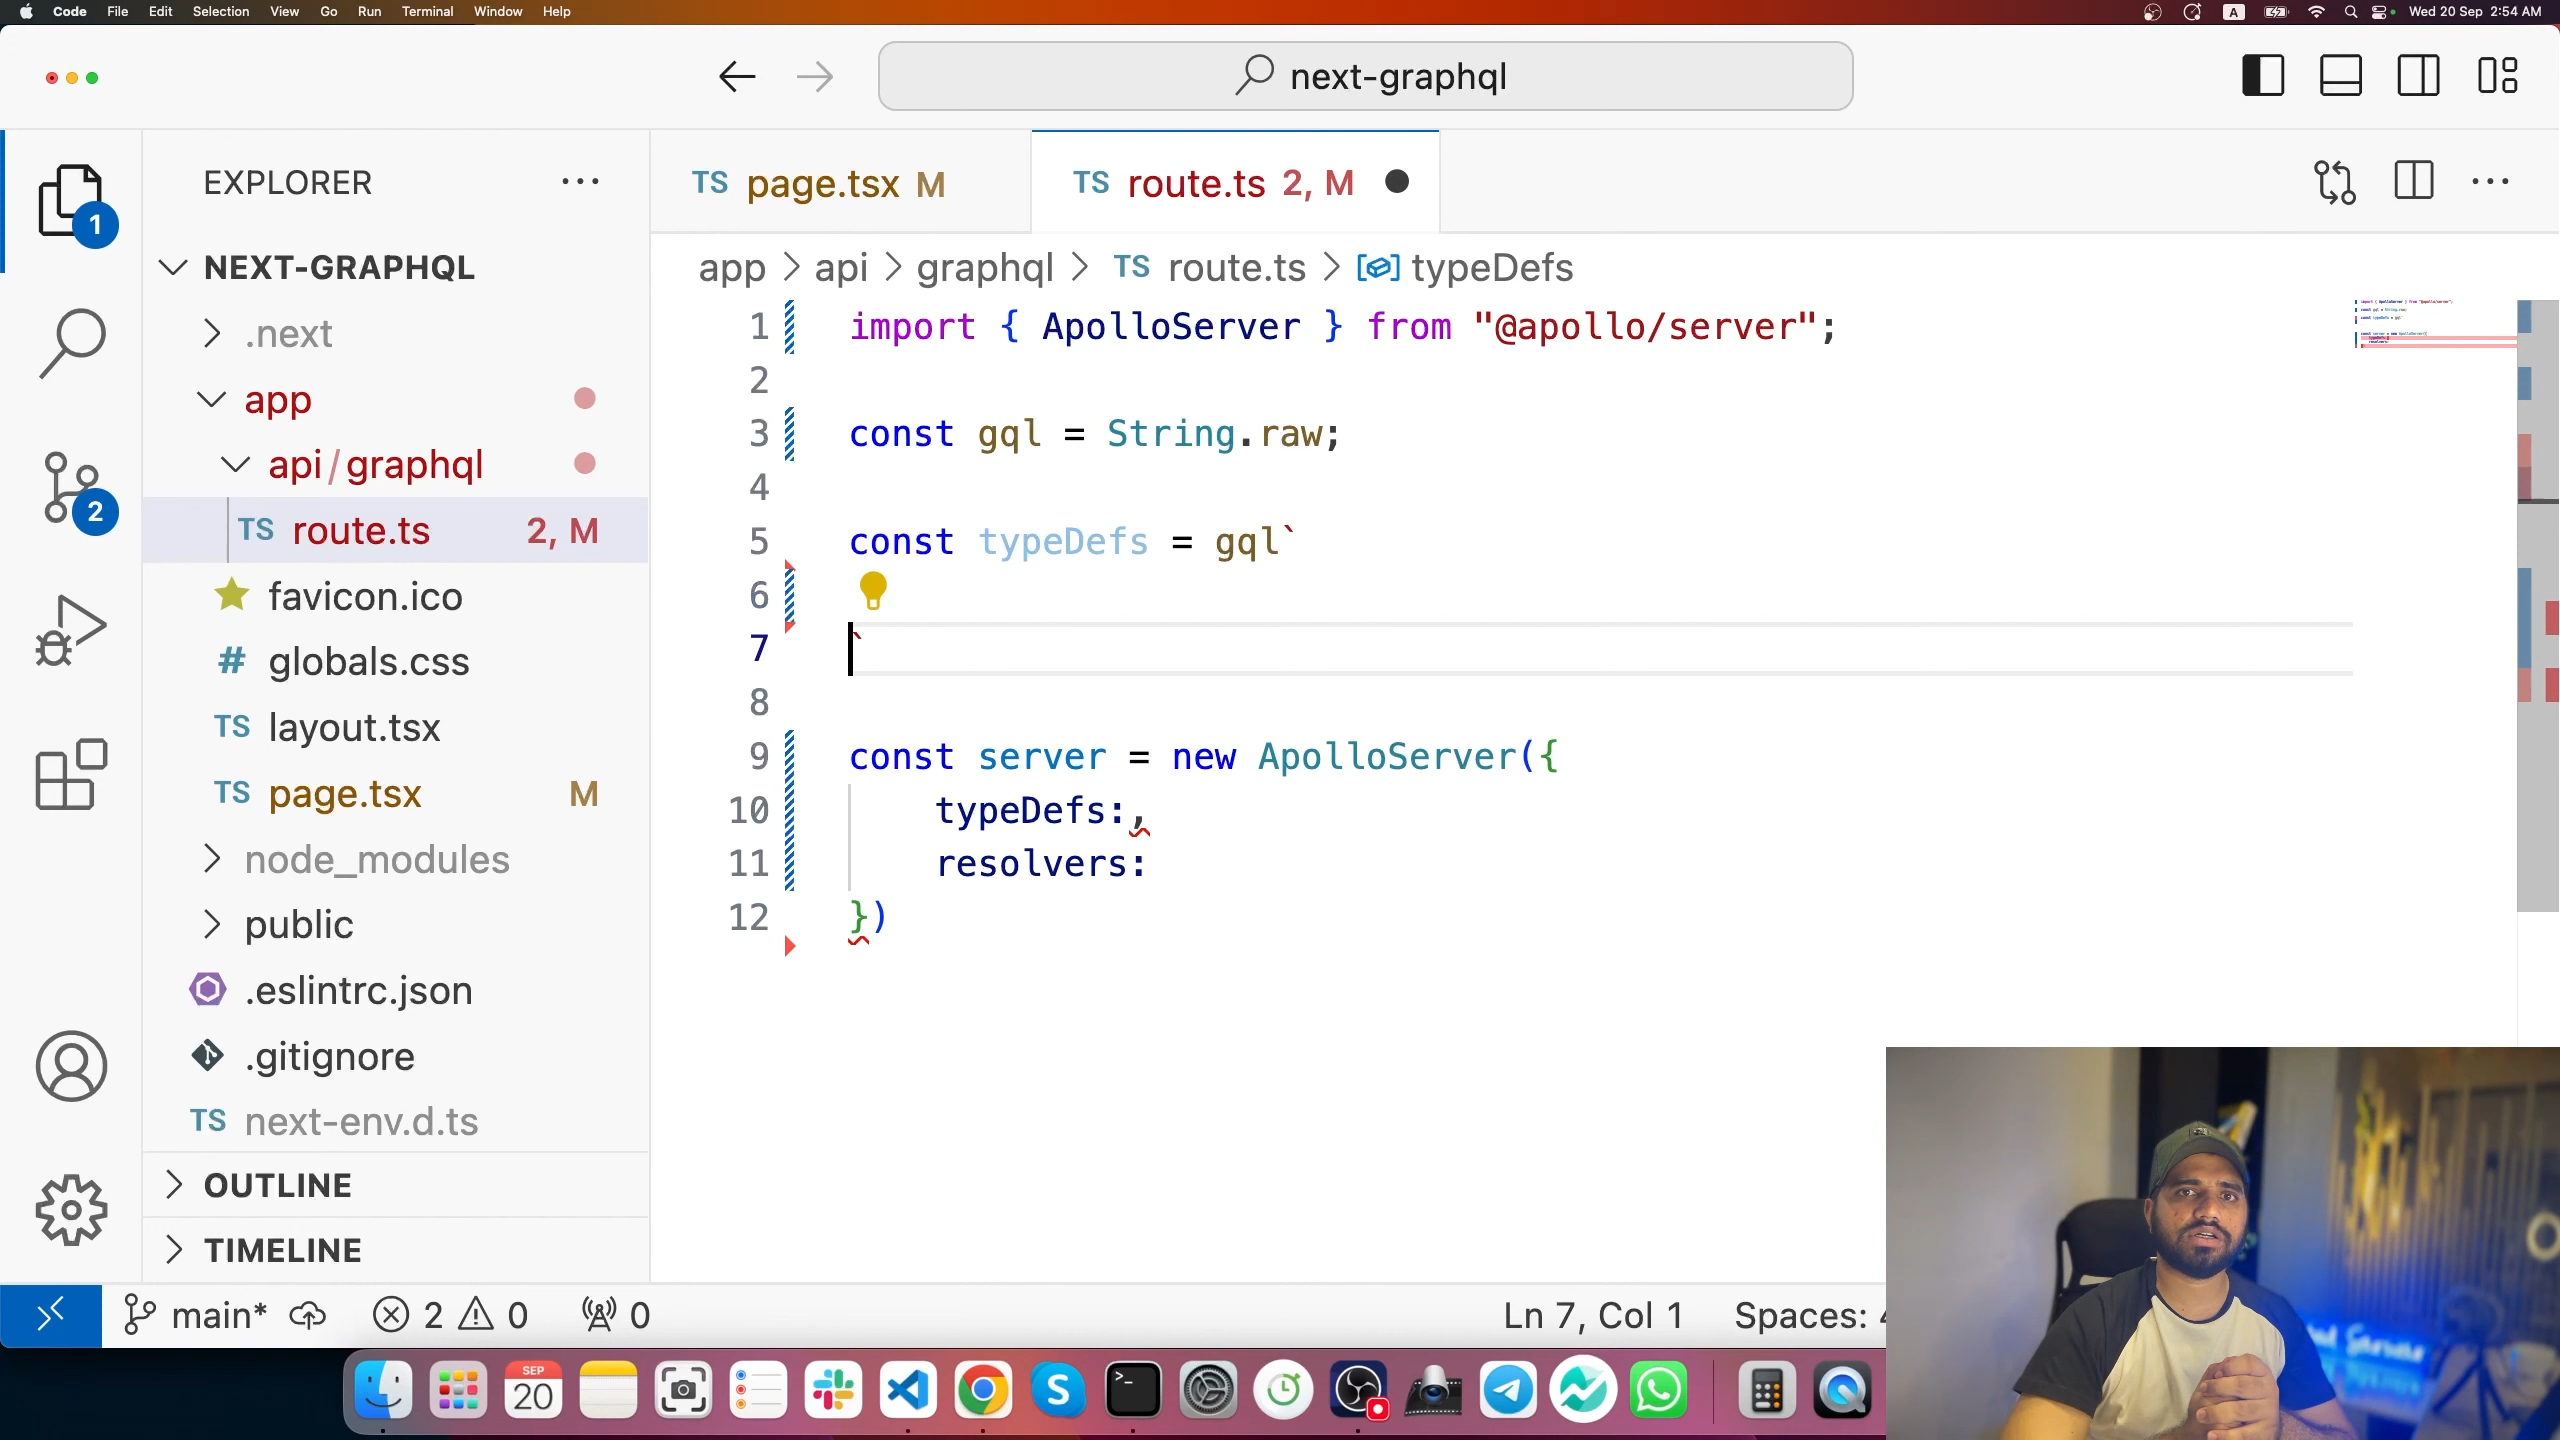 Code File Edit Selection View Go Run Terminal Window Help
A
Wed 20 Sep 2:54 AM
next-graphql
1
2
EXPLORER
NEXT-GRAPHQL
.next
app
api/graphql
TS route.ts 2, M
favicon.ico
# globals.css
TS layout.tsx
TS page.tsx M
node_modules
public
.eslintrc.json
.gitignore
TS next-env.d.ts
OUTLINE
TIMELINE
TS page.tsx M
TS route.ts 2, M
app > api > graphql > TS route.ts > typeDefs
1 import { ApolloServer } from "@apollo/server";
2
3 const gql = String.raw;
4
5 const typeDefs = gql`
6
7 `
8
9 const server = new ApolloServer({
10 typeDefs:,
11 resolvers:
12 })
main* 2 0 0
Ln 7, Col 1 Spaces:
SEP
20
S